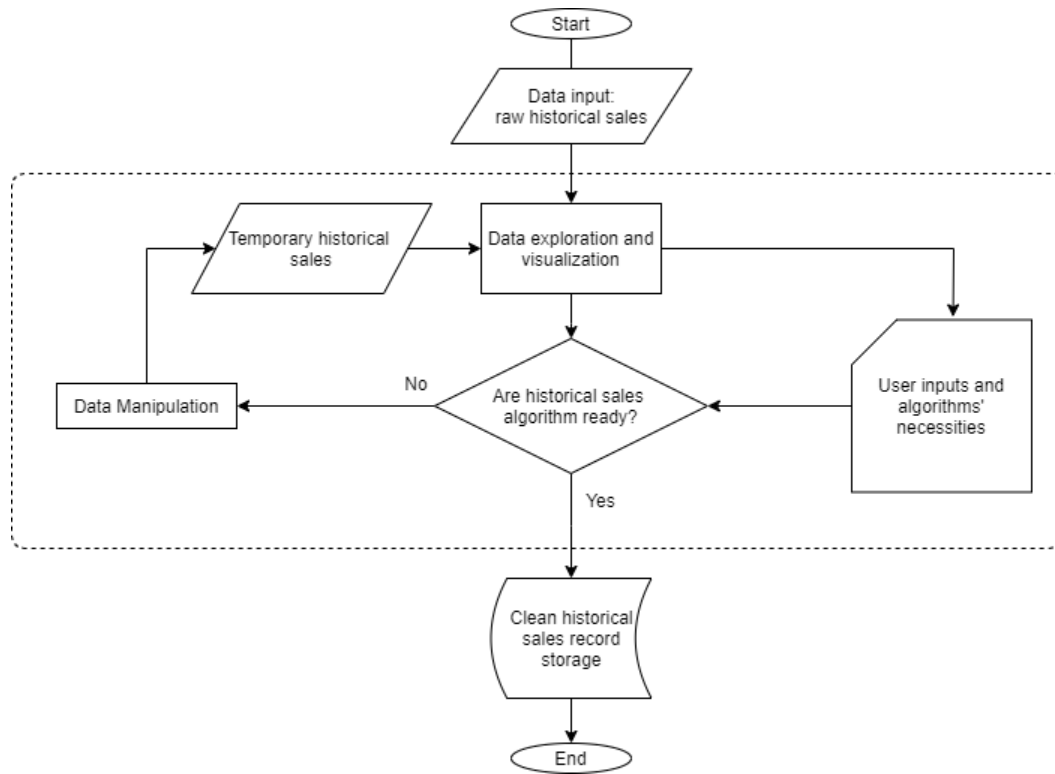 Start
Data input:
raw historical sales
Temporary historical
sales
Data exploration and
visualization
User inputs and
algorithms'
necessities
Are historical sales
algorithm ready?
No
Data Manipulation
Yes
Clean historical
sales record
storage
End